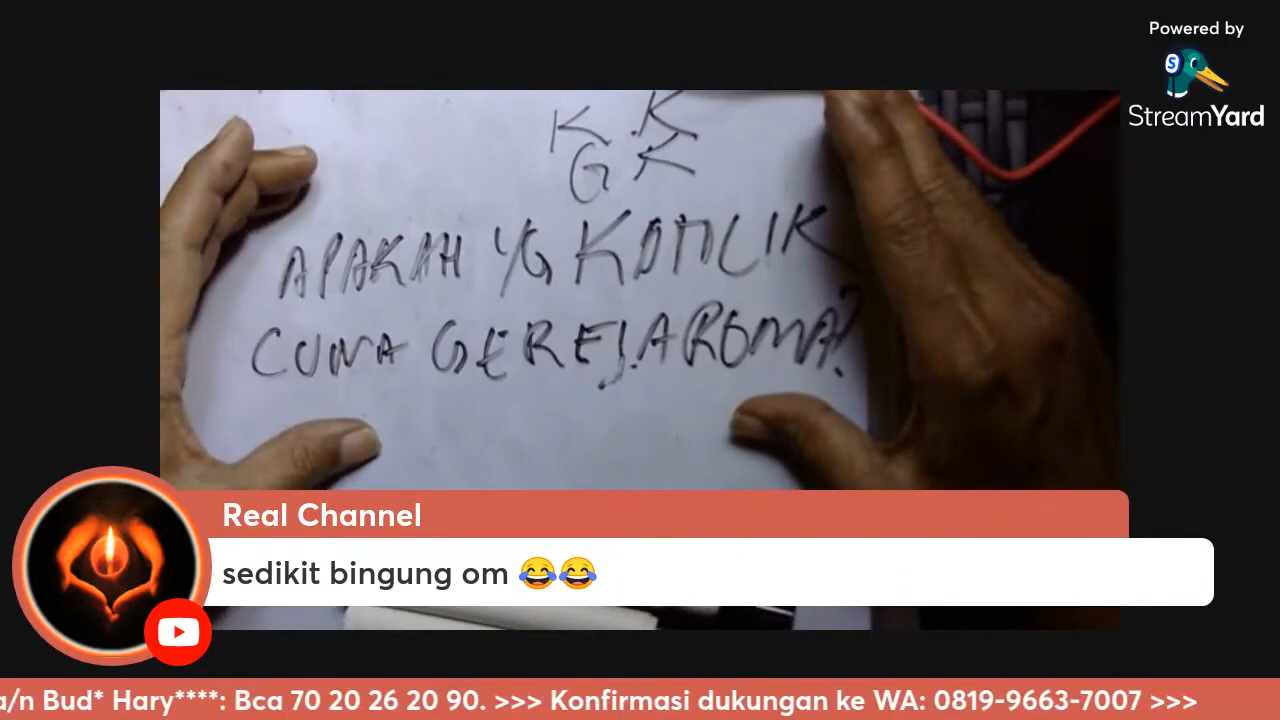 Powered by
StreamYard
K K
G K
APAKAH YG KATOLIK
CUMA GEREJA ROMA?
Real Channel
sedikit bingung om 😂😂
a/n Bud* Hary****: Bca 70 20 26 20 90. >>> Konfirmasi dukungan ke WA: 0819-9663-7007 >>>